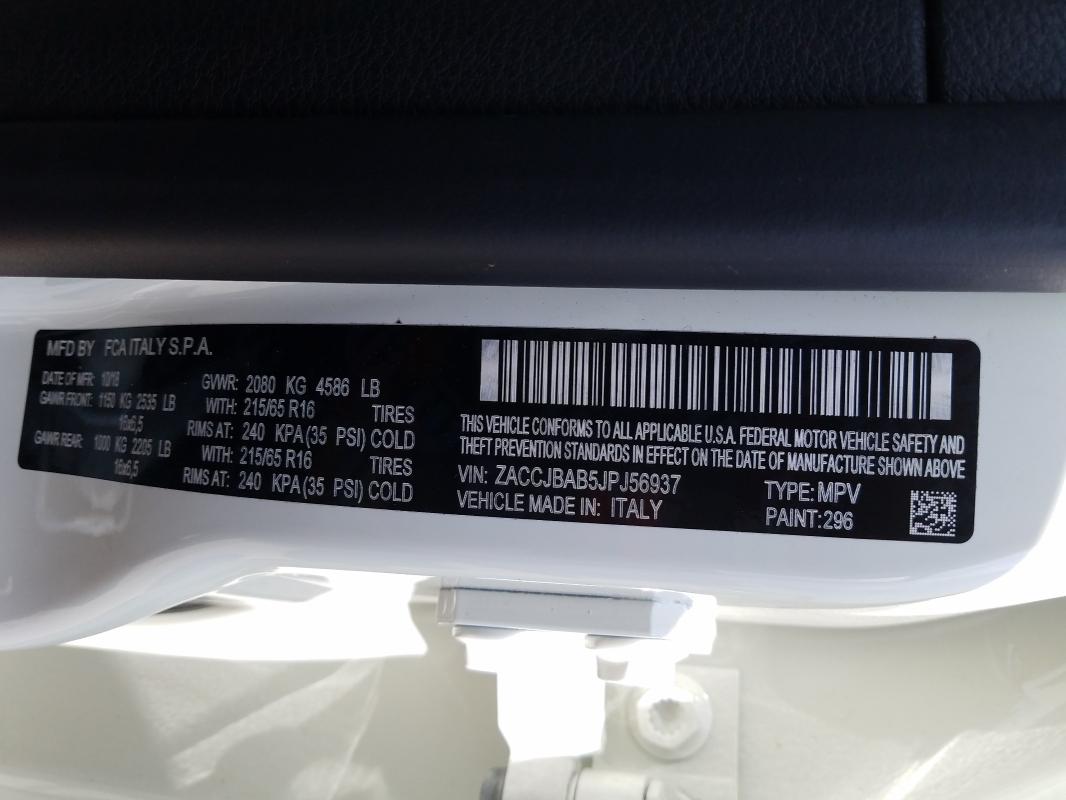 MFD BY FCA ITALY S.P.A.
DATE OF MFR: 10/18
GAWR FRONT: 1150 KG 2535 LB
16x6,5
GAWR REAR: 1000 KG 2205 LB
16x6,5
GVWR: 2080 KG 4586 LB
WITH: 215/65 R16 TIRES
RIMS AT: 240 KPA(35 PSI) COLD
WITH: 215/65 R16 TIRES
RIMS AT: 240 KPA(35 PSI) COLD
THIS VEHICLE CONFORMS TO ALL APPLICABLE U.S.A. FEDERAL MOTOR VEHICLE SAFETY AND
THEFT PREVENTION STANDARDS IN EFFECT ON THE DATE OF MANUFACTURE SHOWN ABOVE
VIN: ZACCJBAB5JPJ56937
VEHICLE MADE IN: ITALY
TYPE: MPV
PAINT: 296